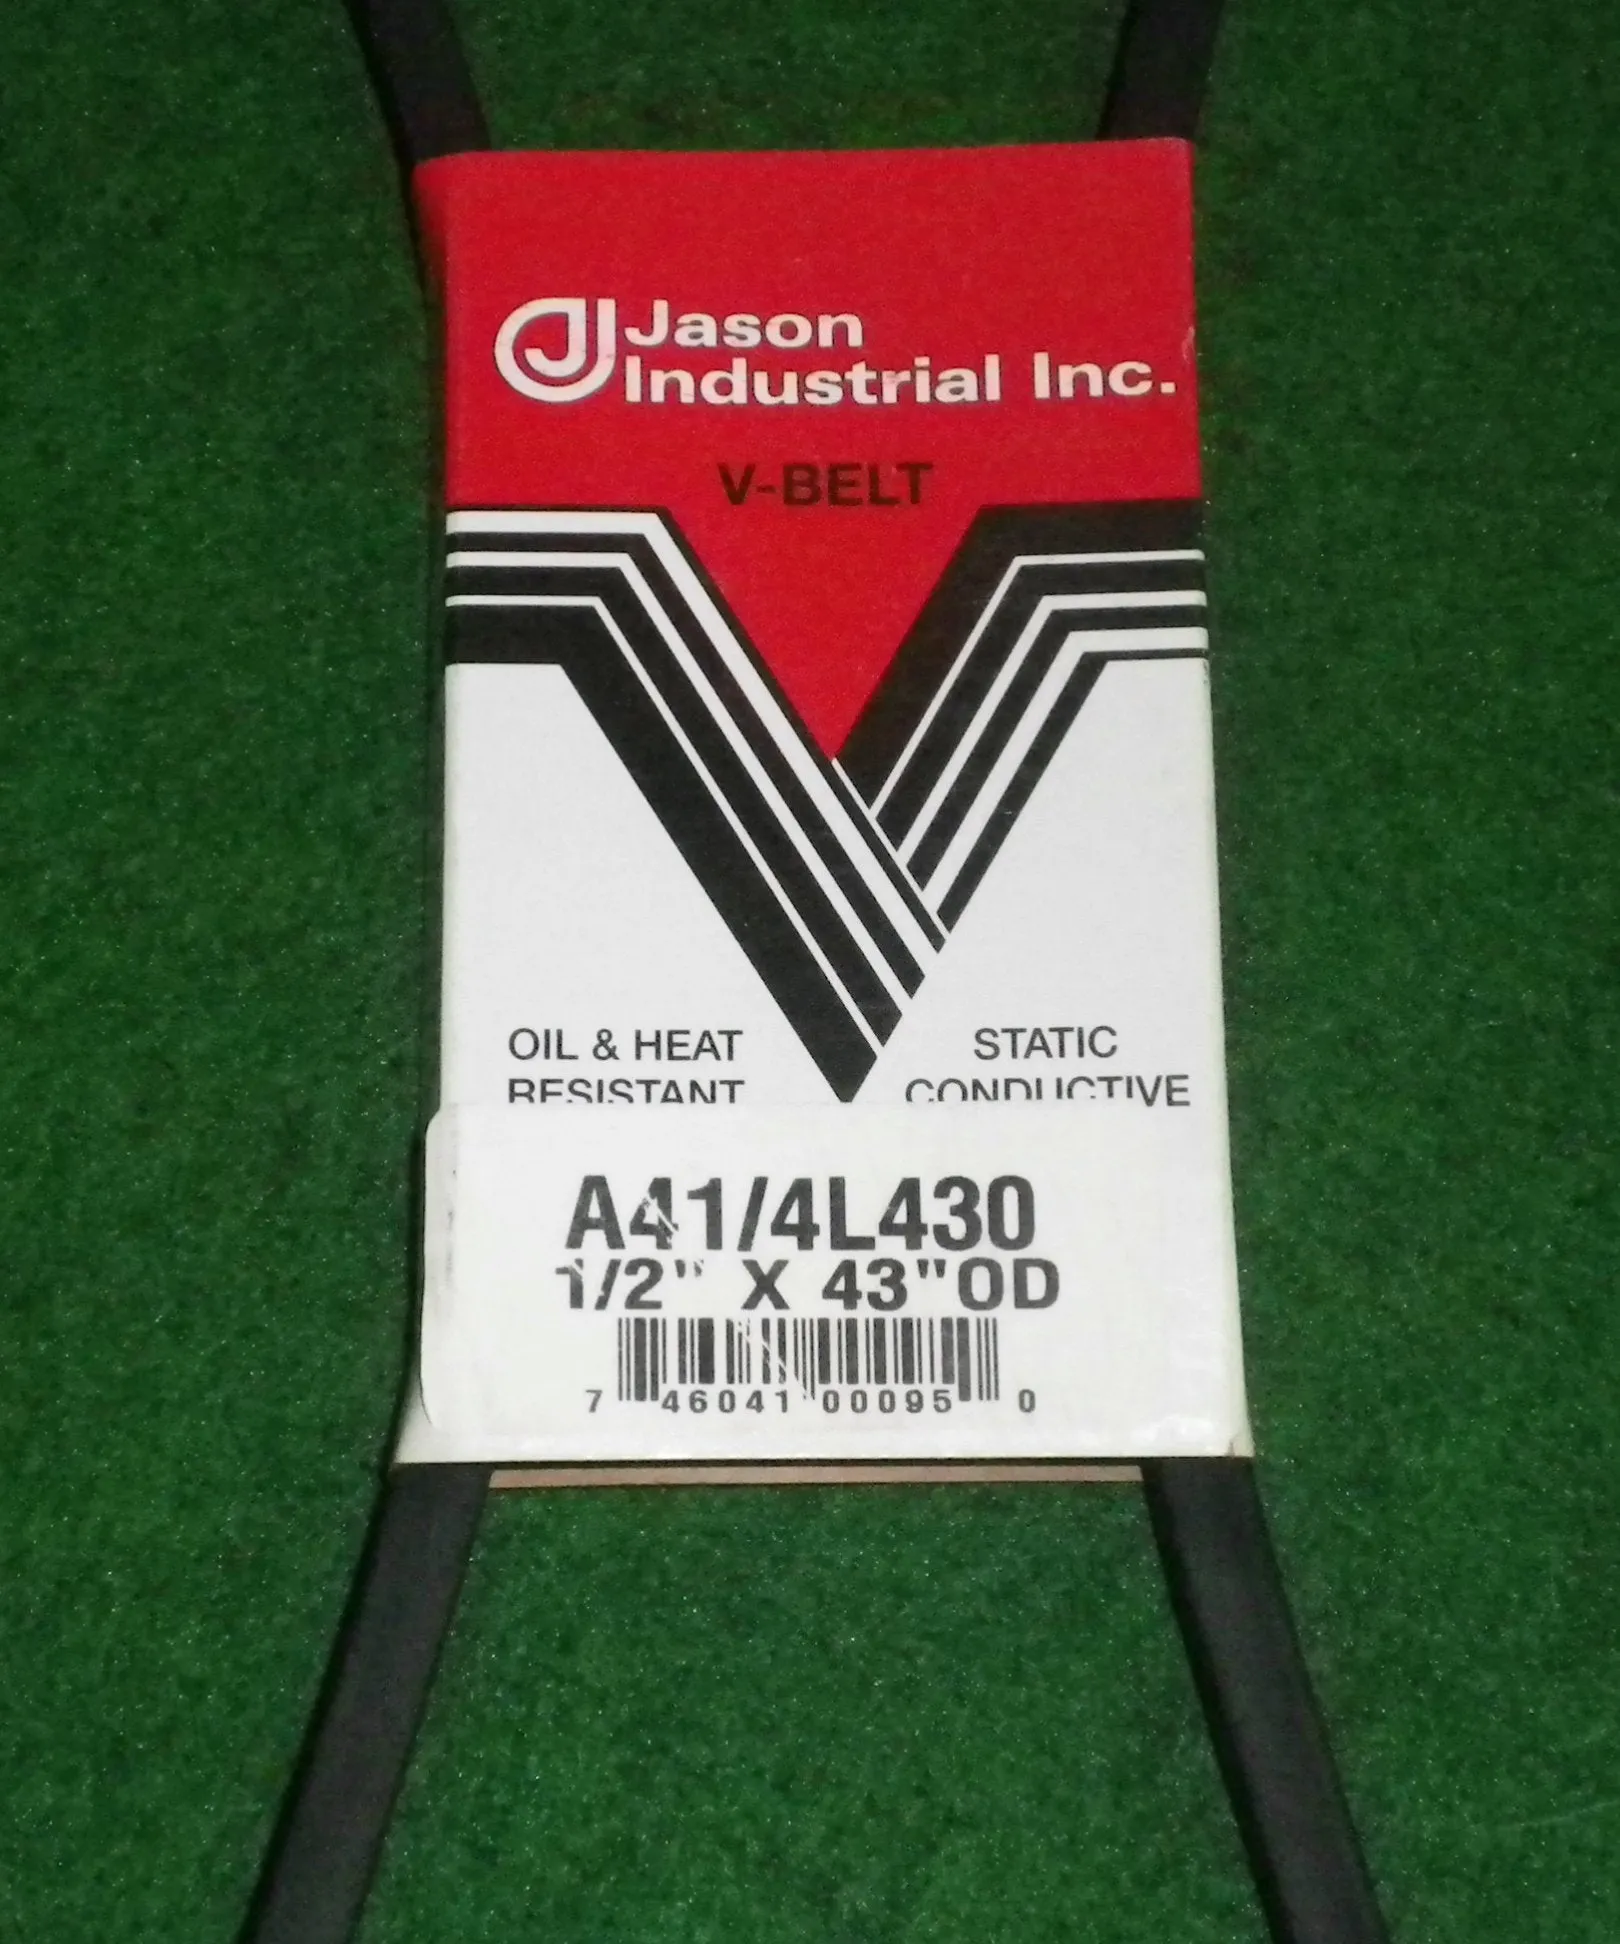 Jason
Industrial Inc.
V-BELT
OIL & HEAT
RESISTANT
STATIC
CONDUCTIVE
A41/4L430
1/2" X 43"OD
7 46041 00095 0